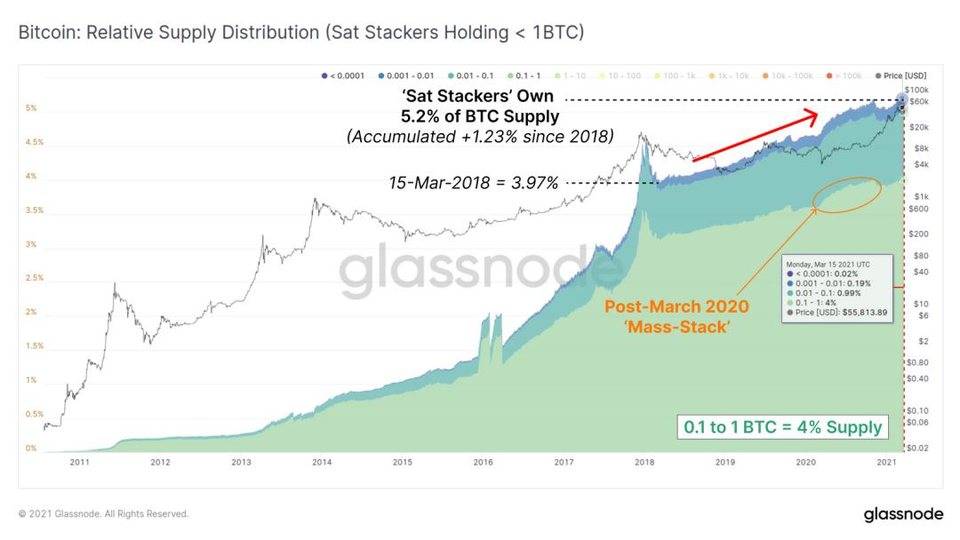 Bitcoin: Relative Supply Distribution (Sat Stackers Holding < 1BTC)
< 0.0001 0.001 - 0.01 0.01 - 0.1 0.1 - 1 1 - 10 10 - 100 100 - 1k 1k - 10k 10k - 100k > 100k Price [USD]
'Sat Stackers' Own
5.2% of BTC Supply
(Accumulated +1.23% since 2018)
15-Mar-2018 = 3.97%
5%
4.5%
4%
3.5%
3%
2.5%
2%
1.5%
1%
0.5%
0%
$100k
$60k
$20k
$8k
$4k
$1k
$600
$200
$80
$40
$10
$6
$2
$0.80
$0.40
$0.10
$0.06
$0.02
glassnode
Post-March 2020
'Mass-Stack'
Monday, Mar 15 2021 UTC
< 0.0001: 0.02%
0.001 - 0.01: 0.19%
0.01 - 0.1: 0.99%
0.1 - 1: 4%
Price [USD]: $55,813.89
0.1 to 1 BTC = 4% Supply
2011 2012 2013 2014 2015 2016 2017 2018 2019 2020 2021
© 2021 Glassnode. All Rights Reserved.
glassnode